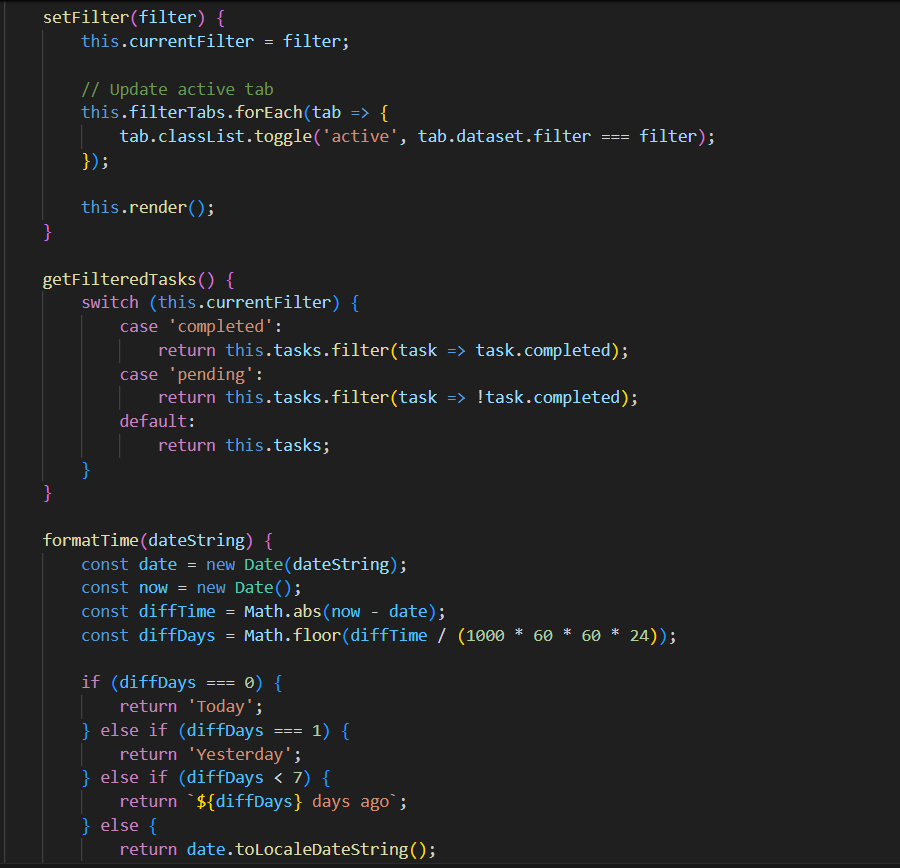 setFilter(filter) {
    this.currentFilter = filter;

    // Update active tab
    this.filterTabs.forEach(tab => {
        tab.classList.toggle('active', tab.dataset.filter === filter);
    });

    this.render();
}

getFilteredTasks() {
    switch (this.currentFilter) {
        case 'completed':
            return this.tasks.filter(task => task.completed);
        case 'pending':
            return this.tasks.filter(task => !task.completed);
        default:
            return this.tasks;
    }
}

formatTime(dateString) {
    const date = new Date(dateString);
    const now = new Date();
    const diffTime = Math.abs(now - date);
    const diffDays = Math.floor(diffTime / (1000 * 60 * 60 * 24));

    if (diffDays === 0) {
        return 'Today';
    } else if (diffDays === 1) {
        return 'Yesterday';
    } else if (diffDays < 7) {
        return `${diffDays} days ago`;
    } else {
        return date.toLocaleDateString();